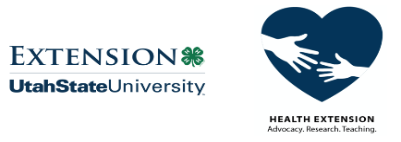 EXTENSION
UtahStateUniversity
HEALTH EXTENSION
Advocacy. Research. Teaching.